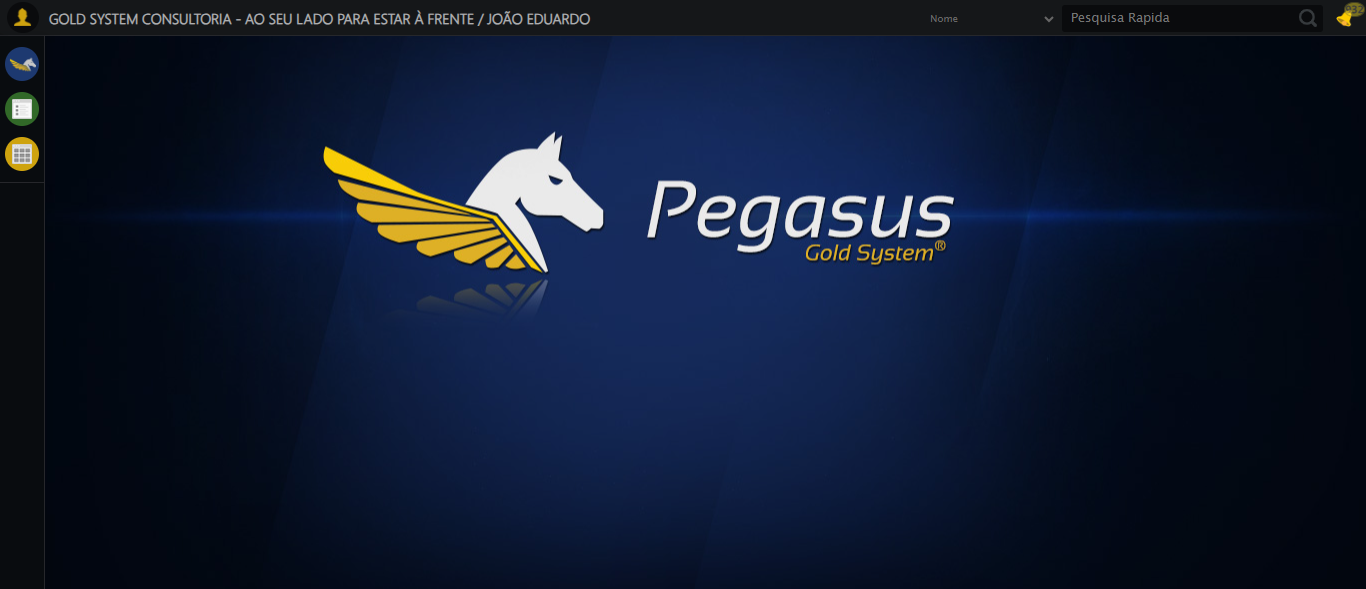 GOLD SYSTEM CONSULTORIA - AO SEU LADO PARA ESTAR À FRENTE / JOÃO EDUARDO
Nome
Pesquisa Rapida
Pegasus
Gold System®